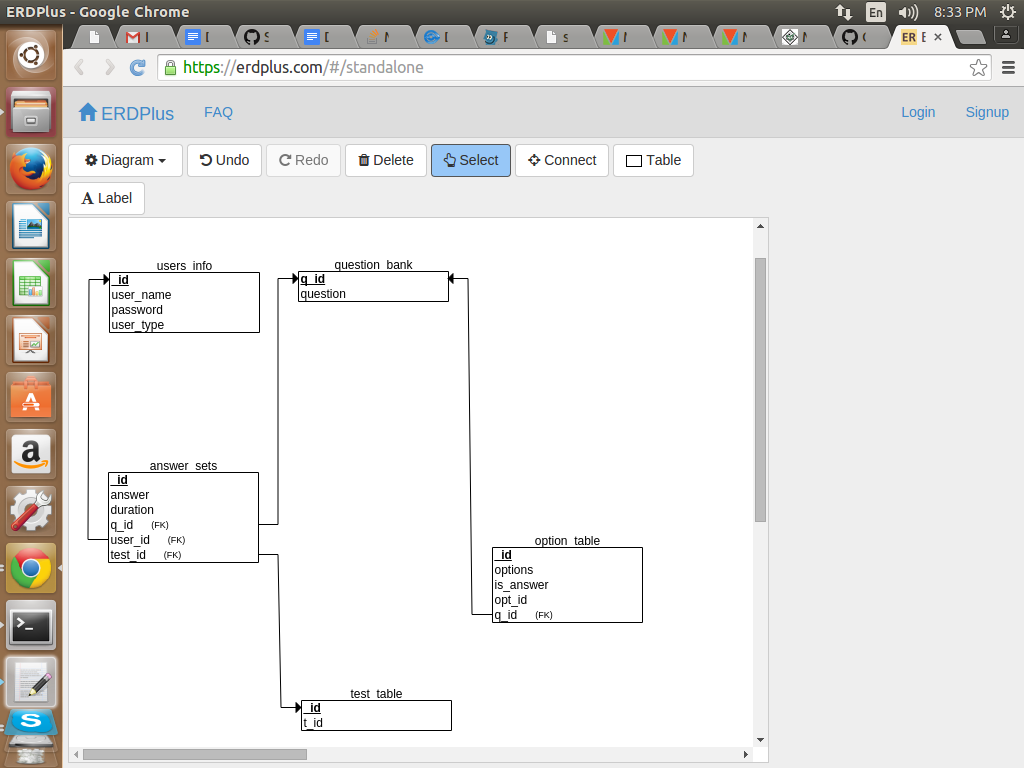 ERDPlus - Google Chrome
En
8:33 PM
ER
https://erdplus.com/#/standalone
ERDPlus
FAQ
Login
Signup
Diagram
Undo
Redo
Delete
Select
Connect
Table
A Label
users_info
_id
user_name
password
user_type
question_bank
q_id
question
answer_sets
_id
answer
duration
q_id (FK)
user_id (FK)
test_id (FK)
option_table
_id
options
is_answer
opt_id
q_id (FK)
test_table
_id
t_id